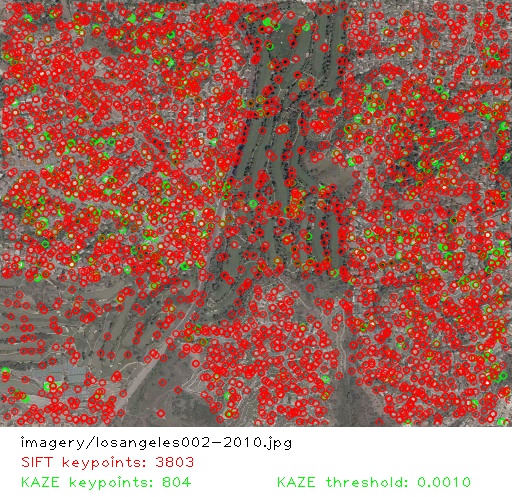 imagery/losangeles002-2010.jpg
SIFT keypoints: 3803
KAZE keypoints: 804 KAZE threshold: 0.0010